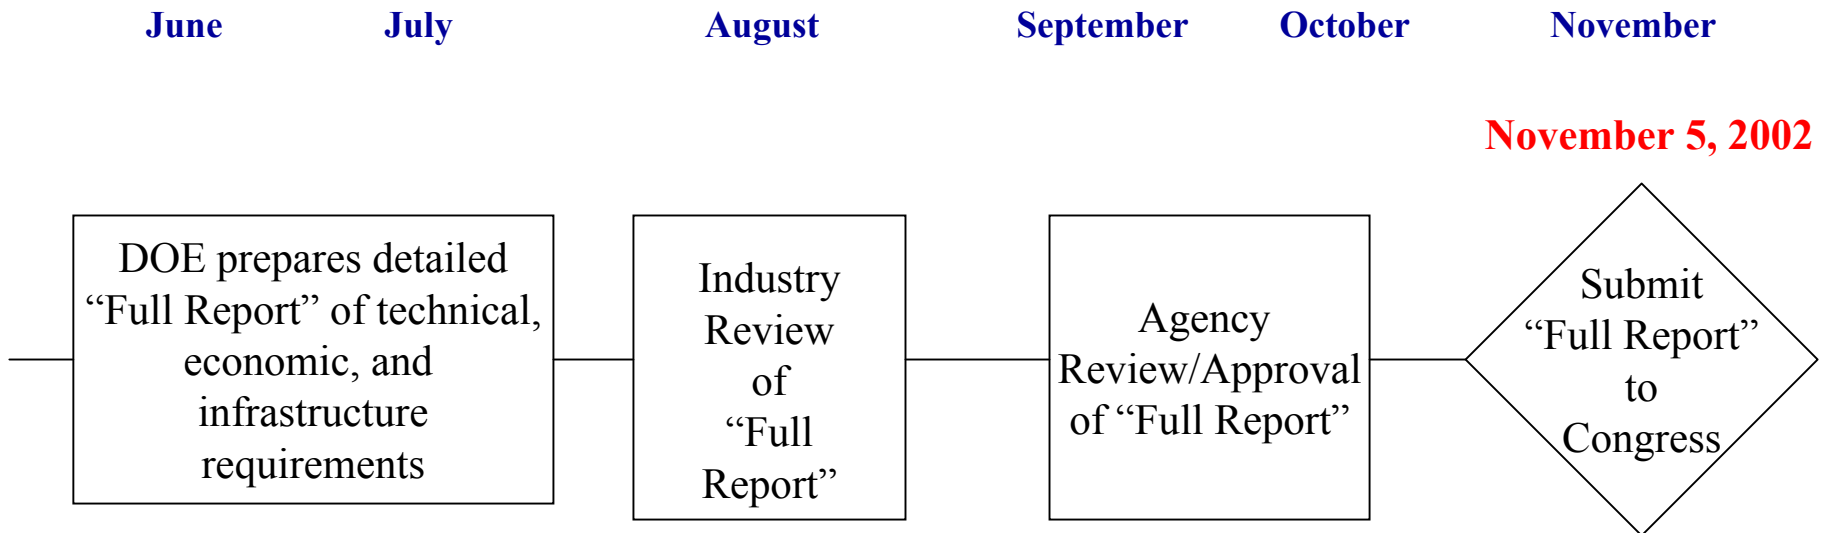 June July August September October November
November 5, 2002
DOE prepares detailed
“Full Report” of technical,
economic, and
infrastructure
requirements
Industry
Review
of
“Full
Report”
Agency
Review/Approval
of “Full Report”
Submit
“Full Report”
to
Congress